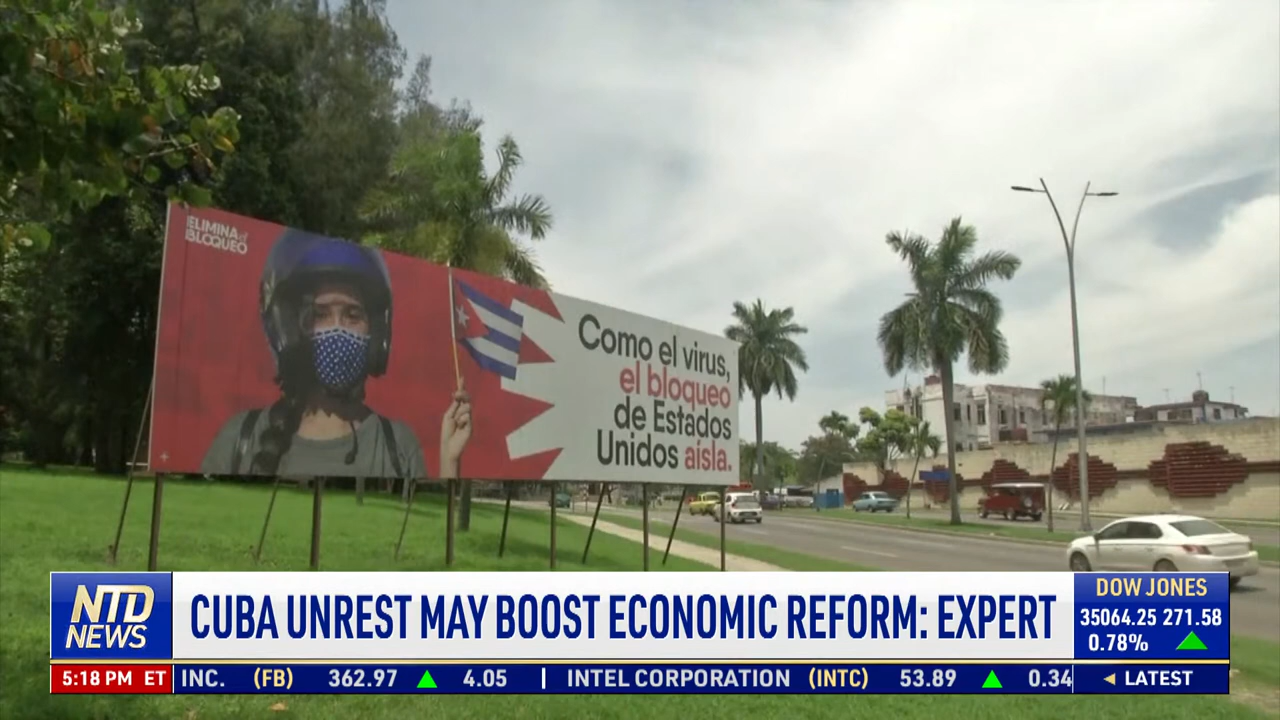 ELIMINA el
BLOQUEO
Como el virus,
el bloqueo
de Estados
Unidos aisla.
NTD
NEWS
CUBA UNREST MAY BOOST ECONOMIC REFORM: EXPERT
DOW JONES
35064.25 271.58
0.78%
5:18 PM ET
INC. (FB) 362.97 ▲ 4.05 | INTEL CORPORATION (INTC) 53.89 ▲ 0.34
◄ LATEST